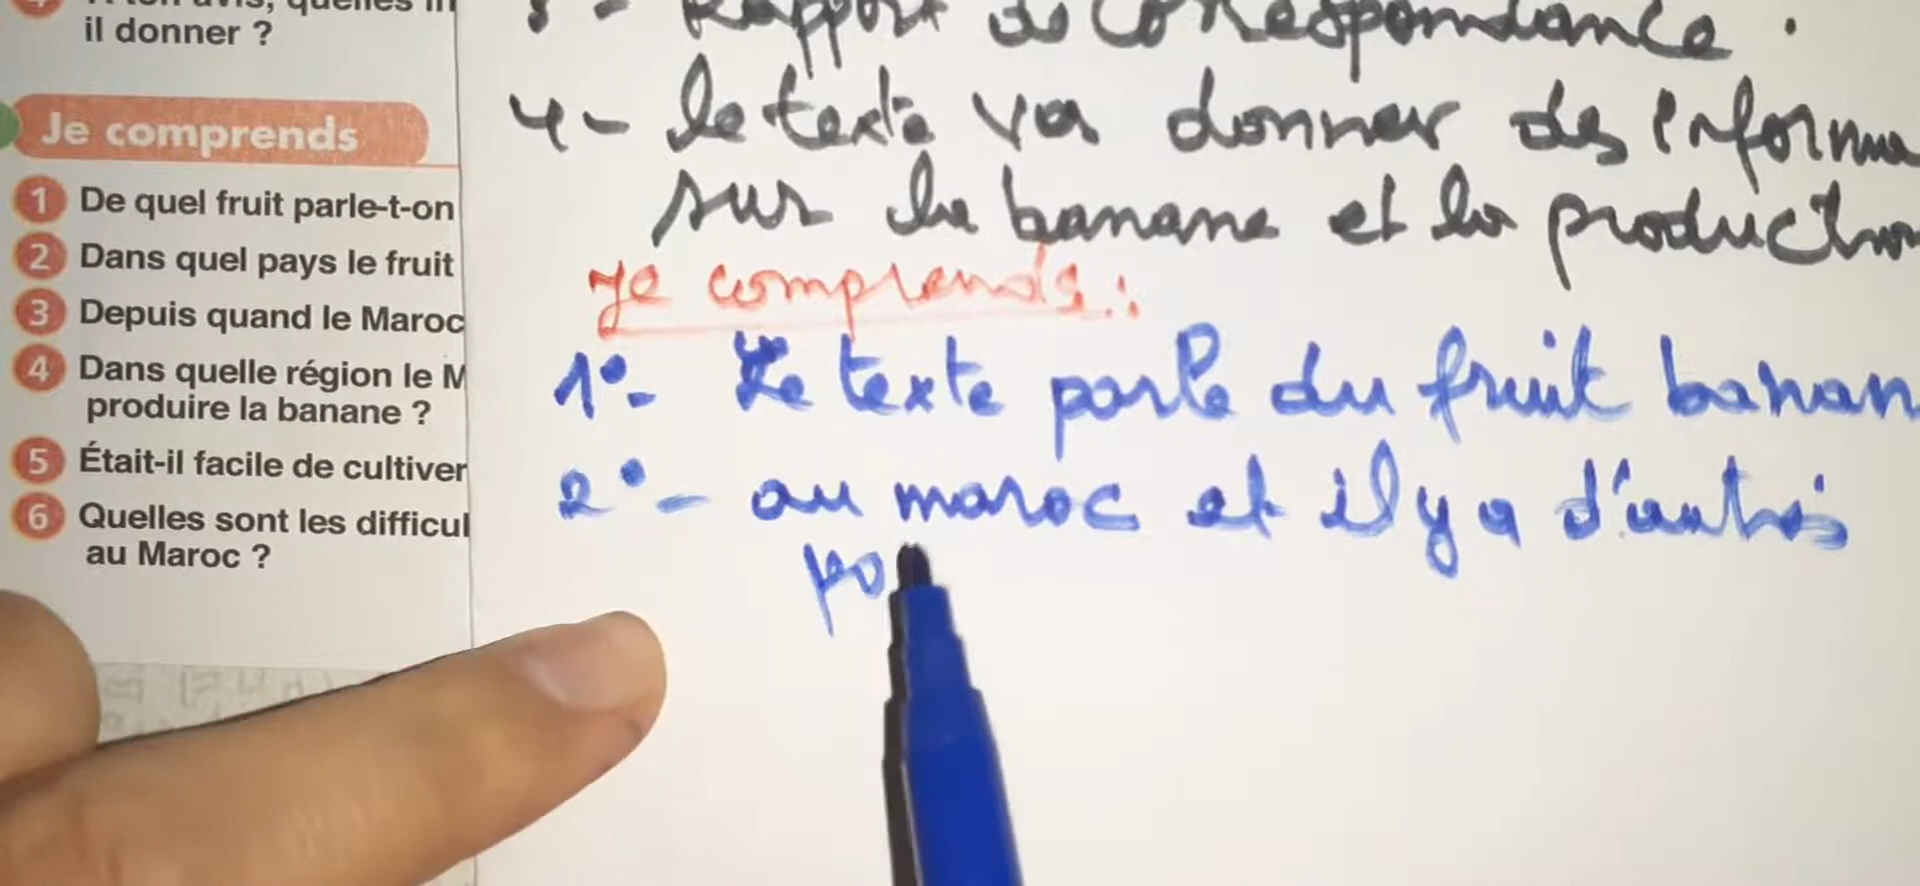 il donner ?
Je comprends
1 De quel fruit parle-t-on
2 Dans quel pays le fruit
3 Depuis quand le Maroc
4 Dans quelle région le M
produire la banane ?
5 Était-il facile de cultiver
6 Quelles sont les difficul
au Maroc ?
3 - Rapport de correspondance.
4 - le texte va donner des informa
sur la banane et la production
Je comprends :
1° - Le texte parle du fruit banan
2° - au maroc et il y a d'autres